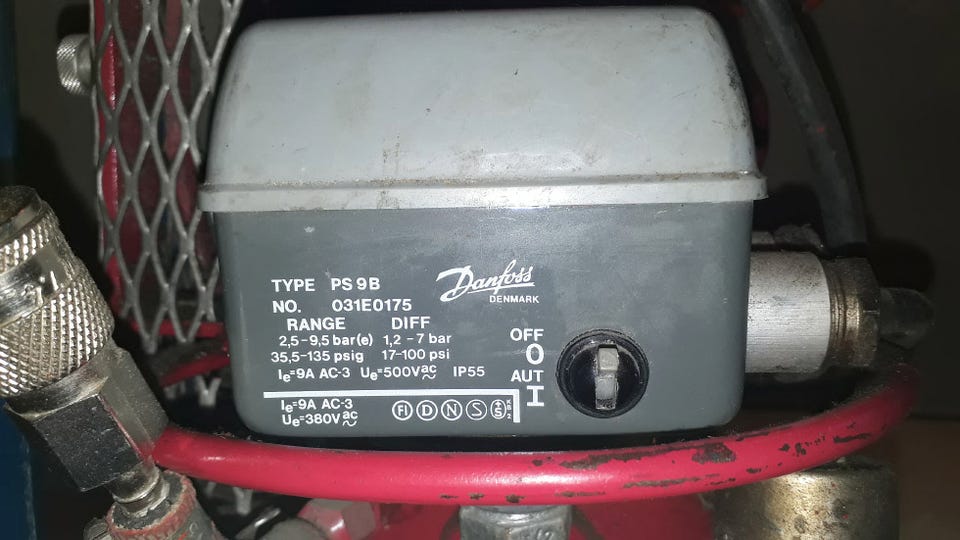 TYPE PS 9 B
NO. 031E0175
Danfoss
DENMARK
RANGE DIFF
2,5-9,5 bar(e) 1,2-7 bar
35,5-135 psig 17-100 psi
Ie=9A AC-3 Ue=500V ac ~ IP55
Ie=9A AC-3
Ue=380V ac ~
FI D N S +S
OFF
O
AUT
I